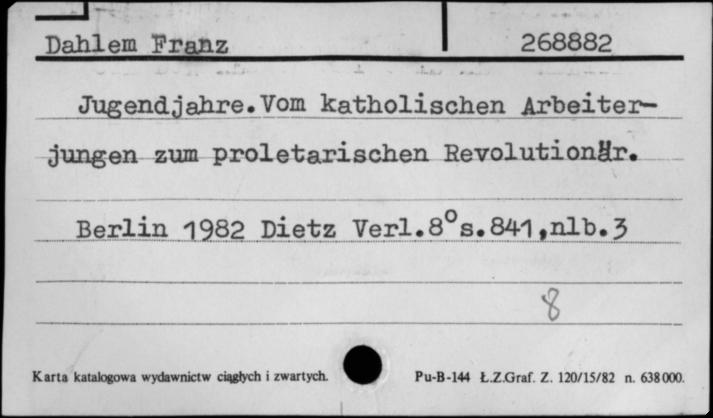 Dahlem Franz 268882
Jugendjahre.Vom katholischen Arbeiter-
jungen zum proletarischen Revolutionär.
Berlin 1982 Dietz Verl.8°s.841,nlb.3
8
Karta katalogowa wydawnictw ciągłych i zwartych. Pu-B-144 Ł.Z.Graf. Z. 120/15/82 n. 638000.